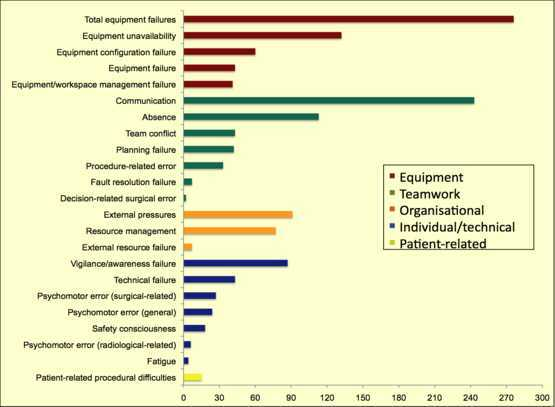 Total equipment failures
Equipment unavailability
Equipment configuration failure
Equipment failure
Equipment/workspace management failure
Communication
Absence
Team conflict
Planning failure
Procedure-related error
Fault resolution failure
Decision-related surgical error
External pressures
Resource management
External resource failure
Vigilance/awareness failure
Technical failure
Psychomotor error (surgical-related)
Psychomotor error (general)
Safety consciousness
Psychomotor error (radiological-related)
Fatigue
Patient-related procedural difficulties
Equipment
Teamwork
Organisational
Individual/technical
Patient-related
0 30 60 90 120 150 180 210 240 270 300